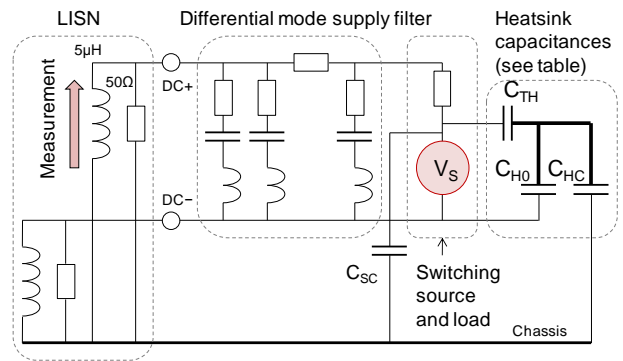 LISN
Differential mode supply filter
Heatsink
capacitances
(see table)
5µH
50Ω
Measurement
DC+
C_TH
V_S
C_H0
C_HC
DC−
C_SC
Switching
source
and load
Chassis